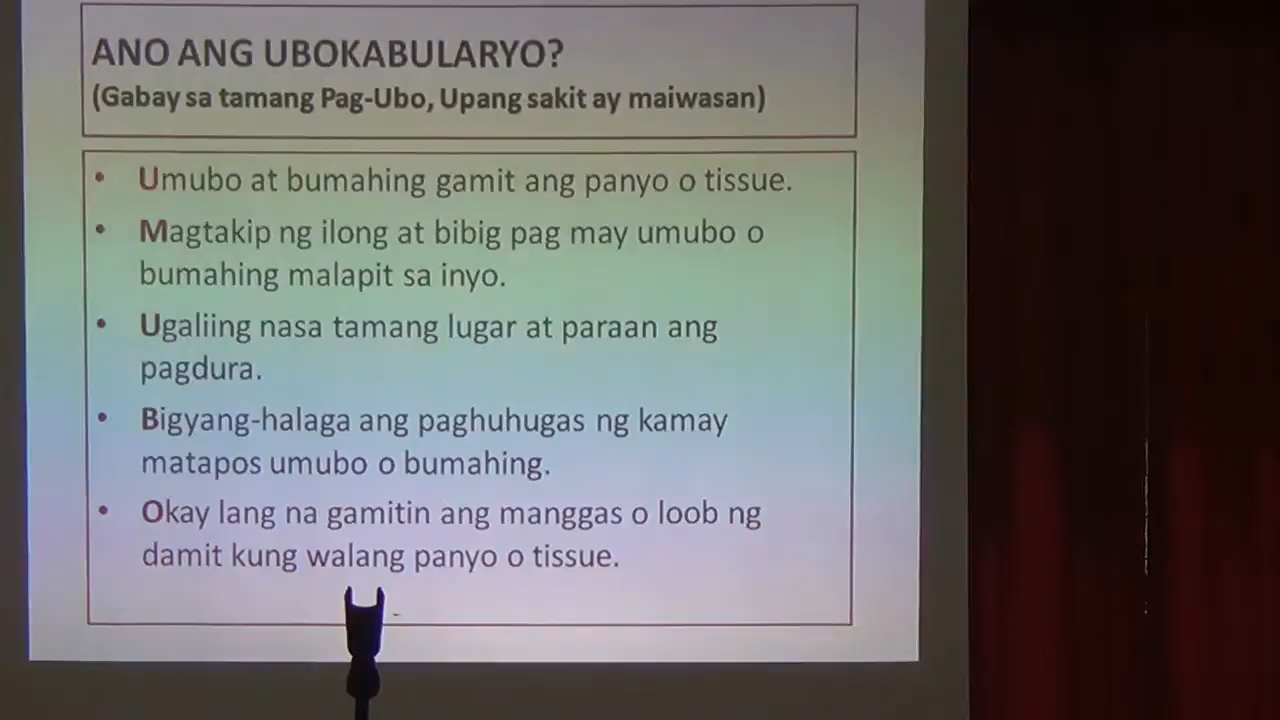 ANO ANG UBOKABULARYO?
(Gabay sa tamang Pag-Ubo, Upang sakit ay maiwasan)
• Umubo at bumahing gamit ang panyo o tissue.
• Magtakip ng ilong at bibig pag may umubo o
bumahing malapit sa inyo.
• Ugaliing nasa tamang lugar at paraan ang
pagdura.
• Bigyang-halaga ang paghuhugas ng kamay
matapos umubo o bumahing.
• Okay lang na gamitin ang manggas o loob ng
damit kung walang panyo o tissue.